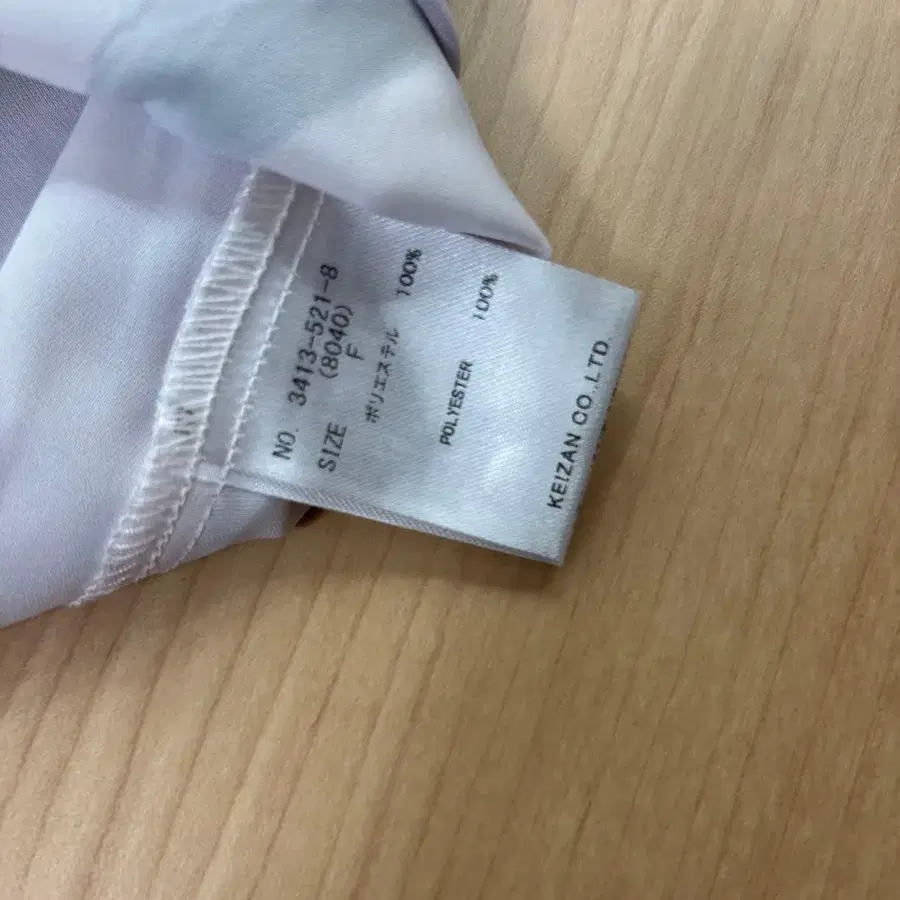 NO. 3413-521-8
(8040)
SIZE F
ポリエステル 100%
POLYESTER 100%
KEIZAN CO.,LTD.